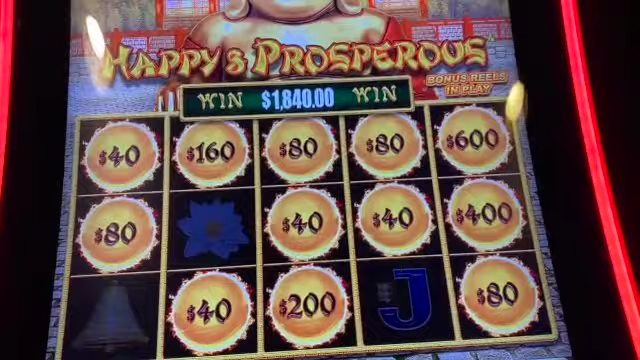 HAPPY & PROSPEROUS
BONUS REELS
IN PLAY
WIN $1,840.00 WIN
$40 $160 $80 $80 $600
$80 $40 $40 $400
$40 $200 J $80